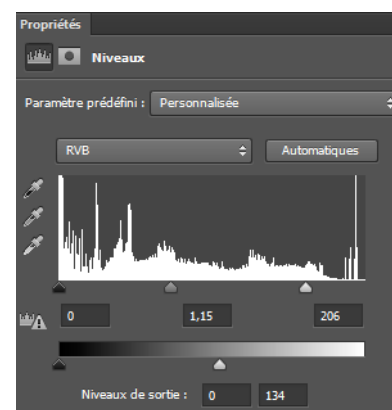 Propriétés
Niveaux
Paramètre prédéfini : Personnalisée
RVB Automatiques
0 1,15 206
Niveaux de sortie : 0 134